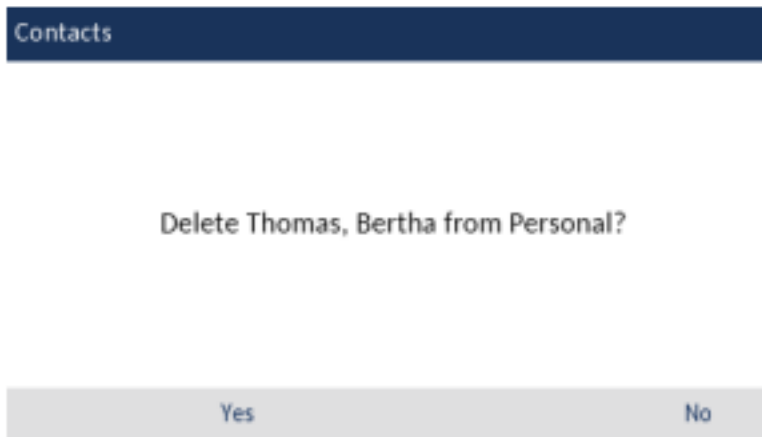 Contacts
Delete Thomas, Bertha from Personal?
Yes No